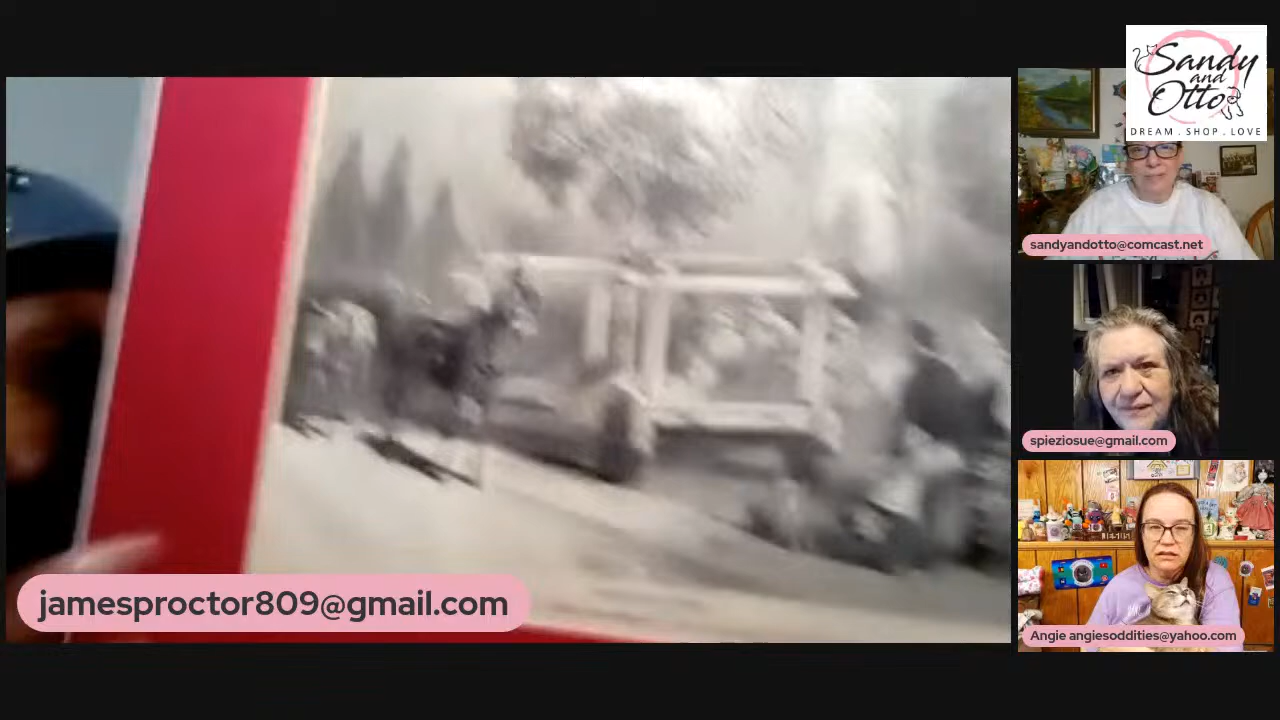 Sandy
and
Otto
DREAM . SHOP . LOVE
sandyandotto@comcast.net
spieziosue@gmail.com
jamesproctor809@gmail.com
Angie angiesoddities@yahoo.com